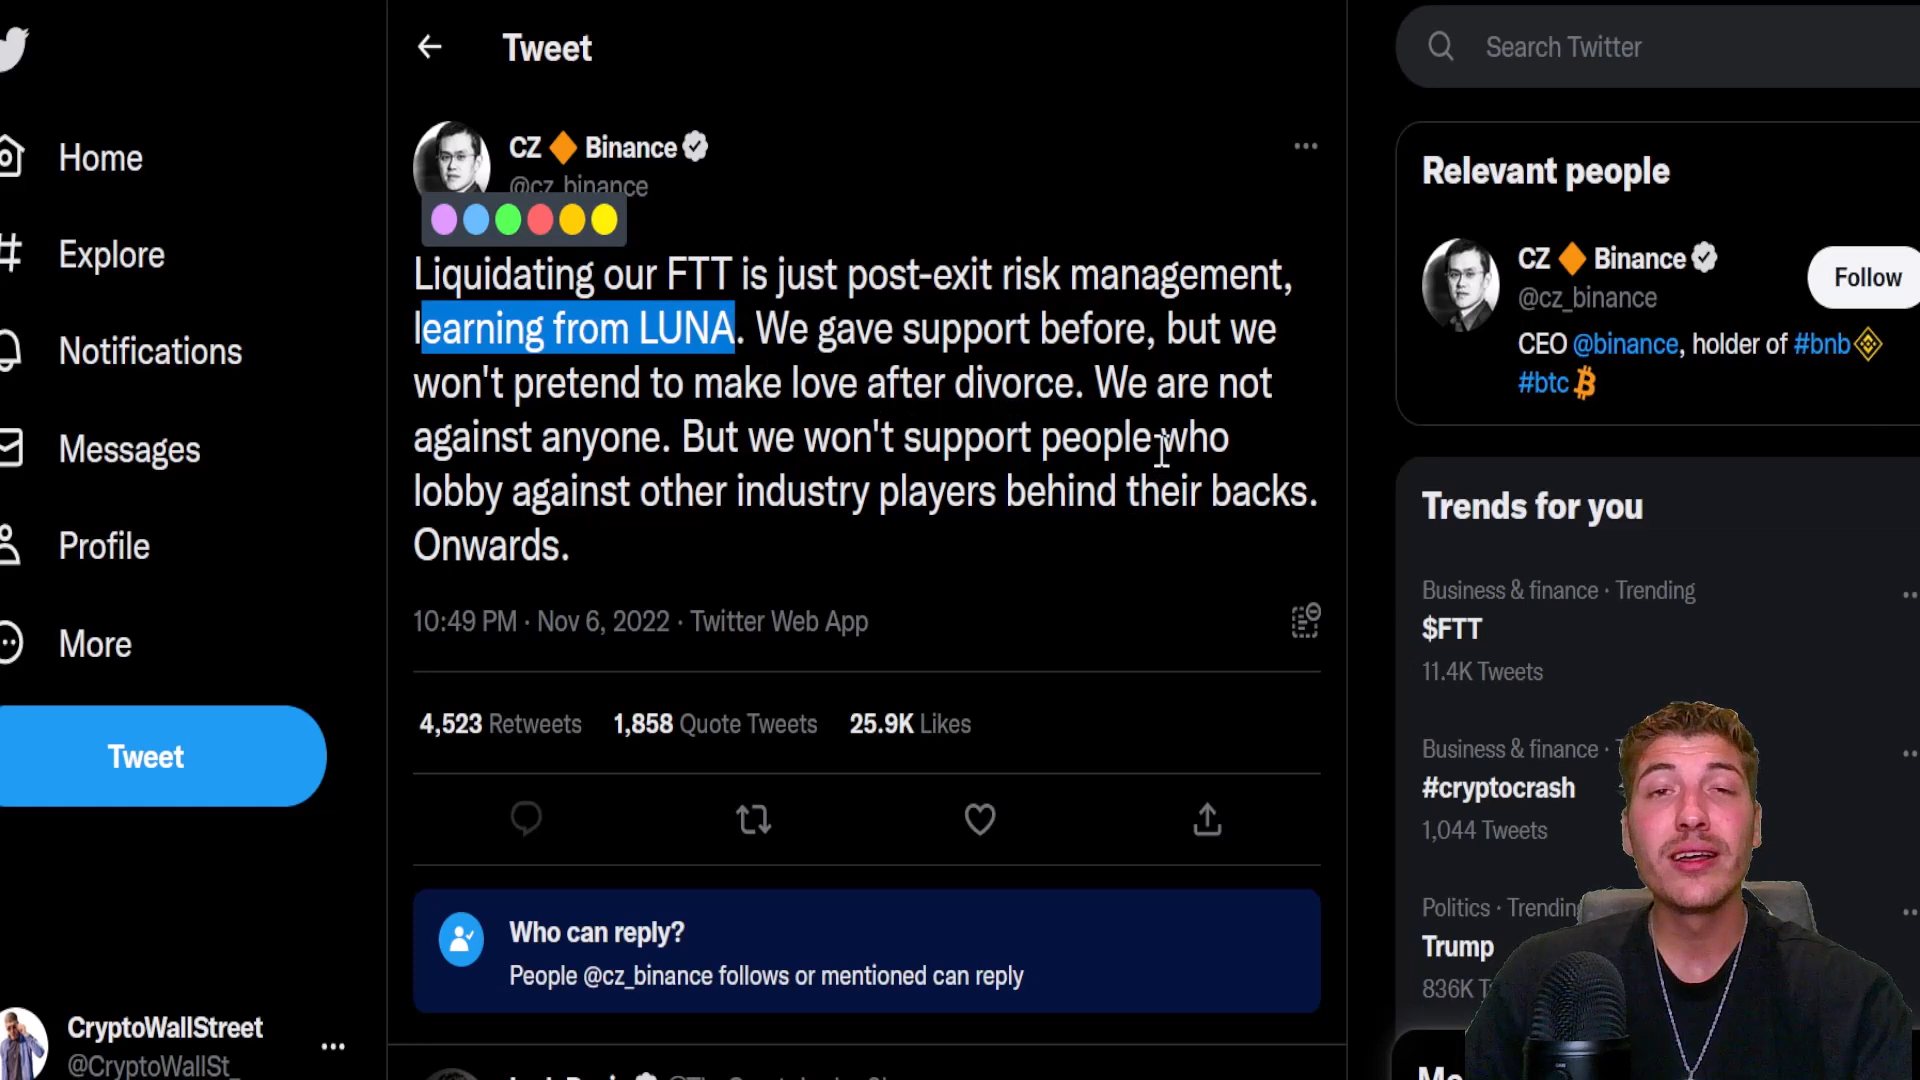 Tweet
Search Twitter
CZ 🔶 Binance
@cz_binance
Liquidating our FTT is just post-exit risk management,
learning from LUNA. We gave support before, but we
won't pretend to make love after divorce. We are not
against anyone. But we won't support people who
lobby against other industry players behind their backs.
Onwards.
10:49 PM · Nov 6, 2022 · Twitter Web App
4,523 Retweets 1,858 Quote Tweets 25.9K Likes
Who can reply?
People @cz_binance follows or mentioned can reply
Home
Explore
Notifications
Messages
Profile
More
Tweet
CryptoWallStreet
@CryptoWallSt_
Relevant people
CZ 🔶 Binance
@cz_binance
Follow
CEO @binance, holder of #bnb
#btc
Trends for you
Business & finance · Trending
$FTT
11.4K Tweets
Business & finance ·
#cryptocrash
1,044 Tweets
Politics · Trending
Trump
836K